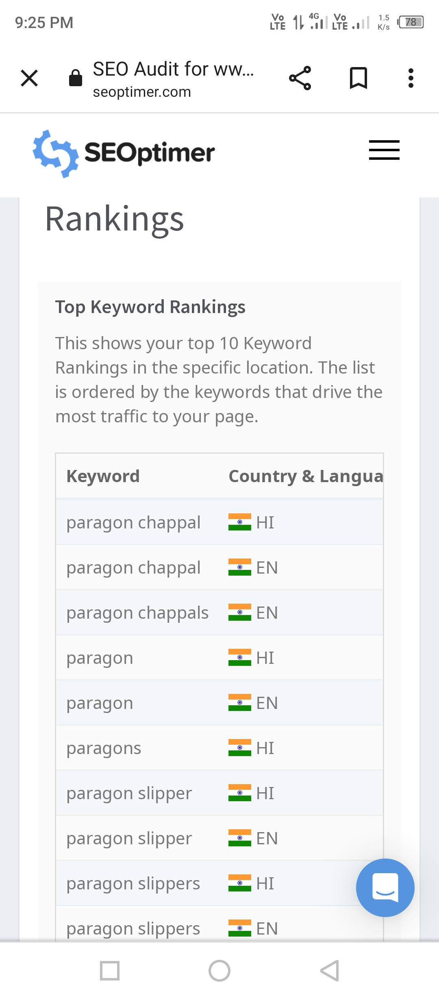 9:25 PM
Vo LTE 4G Vo LTE 1.5 K/s 78
SEO Audit for ww...
seoptimer.com
SEOptimer
Rankings
Top Keyword Rankings
This shows your top 10 Keyword
Rankings in the specific location. The list
is ordered by the keywords that drive the
most traffic to your page.
Keyword Country & Langua
paragon chappal HI
paragon chappal EN
paragon chappals EN
paragon HI
paragon EN
paragons HI
paragon slipper HI
paragon slipper EN
paragon slippers HI
paragon slippers EN